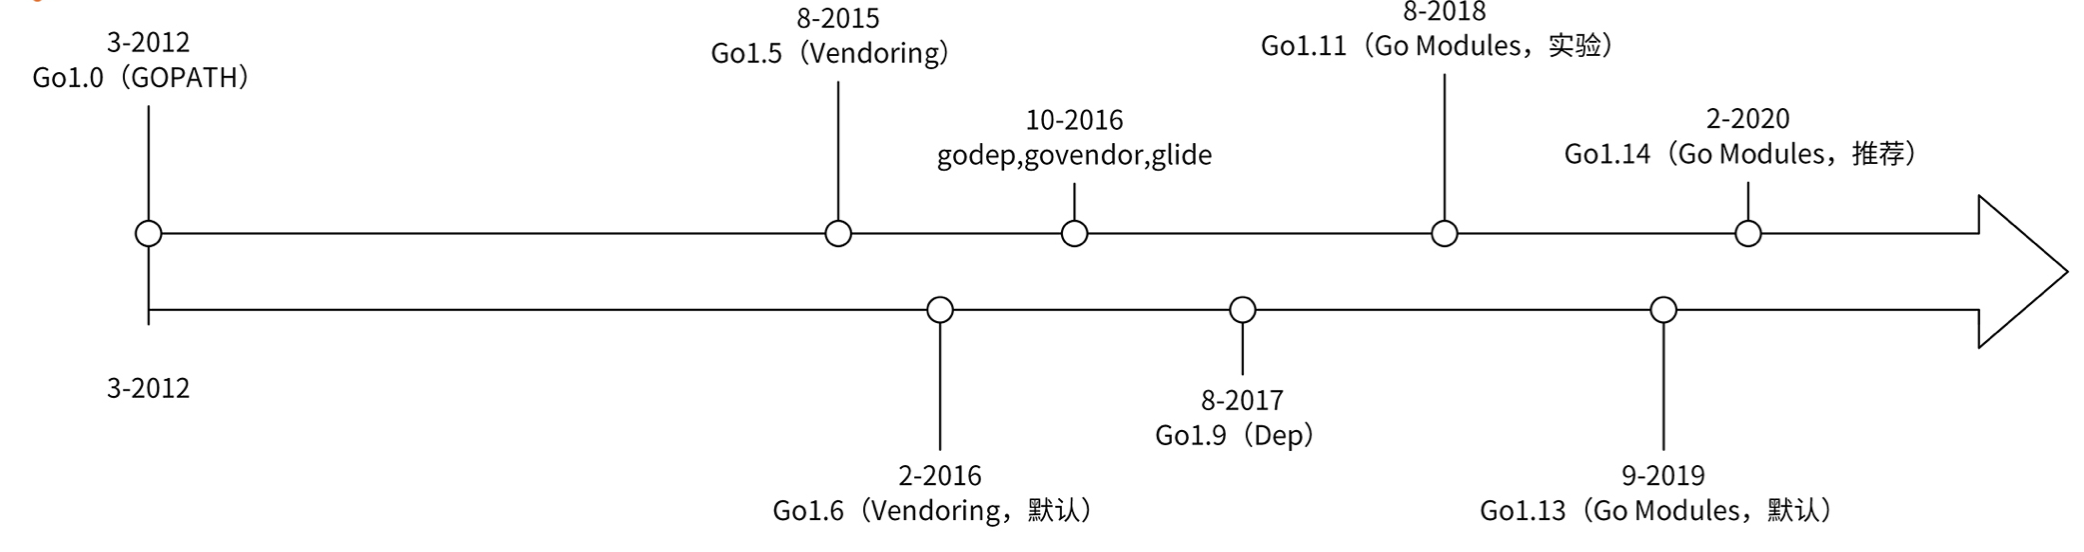 3-2012
Go1.0（GOPATH）
8-2015
Go1.5（Vendoring）
10-2016
godep,govendor,glide
8-2018
Go1.11（Go Modules，实验）
2-2020
Go1.14（Go Modules，推荐）
3-2012
2-2016
Go1.6（Vendoring，默认）
8-2017
Go1.9（Dep）
9-2019
Go1.13（Go Modules，默认）